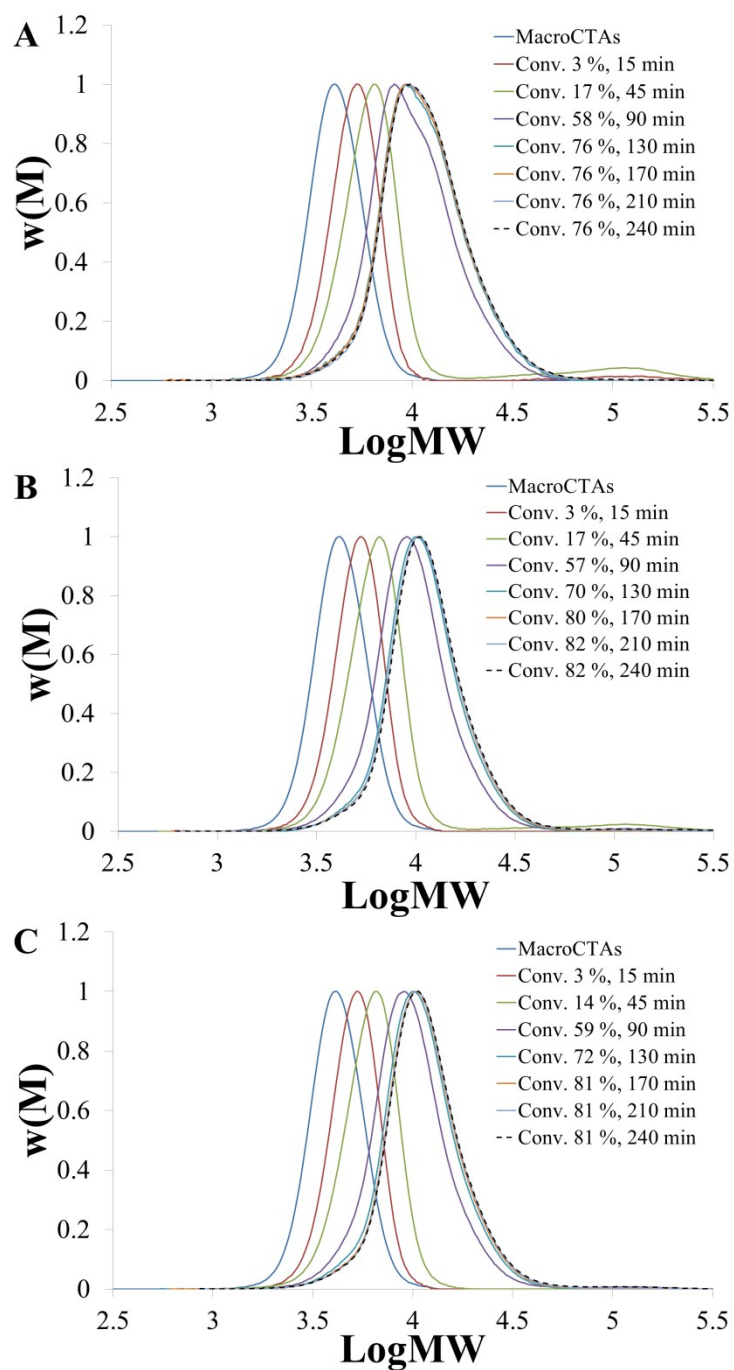 A
1.2
1
0.8
0.6
0.4
0.2
0
w(M)
MacroCTAs
Conv. 3 %, 15 min
Conv. 17 %, 45 min
Conv. 58 %, 90 min
Conv. 76 %, 130 min
Conv. 76 %, 170 min
Conv. 76 %, 210 min
Conv. 76 %, 240 min
2.5 3 3.5 4 4.5 5 5.5
LogMW
B
1.2
1
0.8
0.6
0.4
0.2
0
w(M)
MacroCTAs
Conv. 3 %, 15 min
Conv. 17 %, 45 min
Conv. 57 %, 90 min
Conv. 70 %, 130 min
Conv. 80 %, 170 min
Conv. 82 %, 210 min
Conv. 82 %, 240 min
2.5 3 3.5 4 4.5 5 5.5
LogMW
C
1.2
1
0.8
0.6
0.4
0.2
0
w(M)
MacroCTAs
Conv. 3 %, 15 min
Conv. 14 %, 45 min
Conv. 59 %, 90 min
Conv. 72 %, 130 min
Conv. 81 %, 170 min
Conv. 81 %, 210 min
Conv. 81 %, 240 min
2.5 3 3.5 4 4.5 5 5.5
LogMW